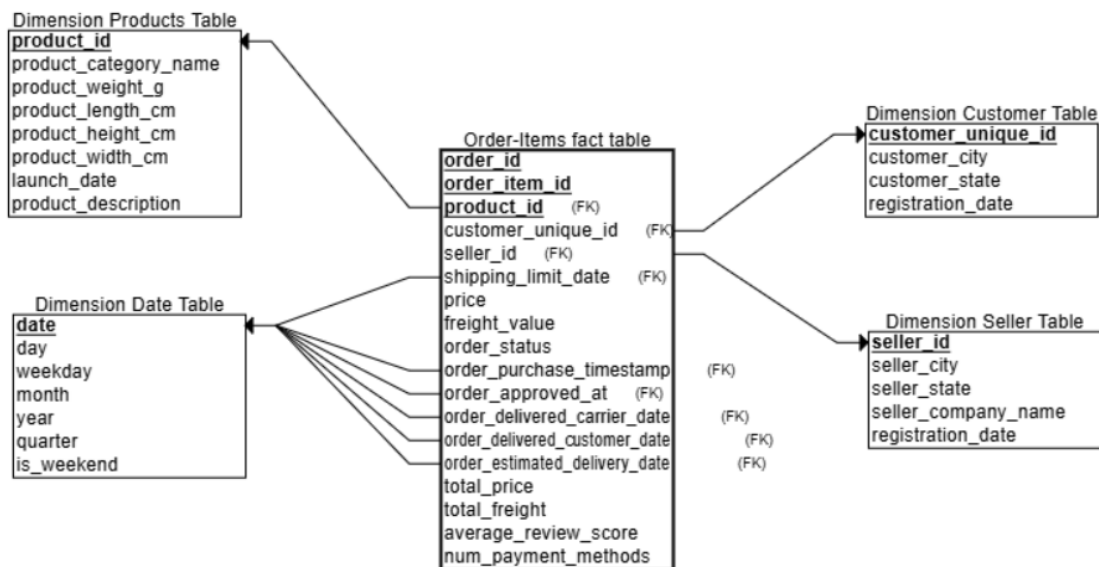 Dimension Products Table
product_id
product_category_name
product_weight_g
product_length_cm
product_height_cm
product_width_cm
launch_date
product_description
Dimension Date Table
date
day
weekday
month
year
quarter
is_weekend
Order-Items fact table
order_id
order_item_id
product_id (FK)
customer_unique_id (FK)
seller_id (FK)
shipping_limit_date (FK)
price
freight_value
order_status
order_purchase_timestamp (FK)
order_approved_at (FK)
order_delivered_carrier_date (FK)
order_delivered_customer_date (FK)
order_estimated_delivery_date (FK)
total_price
total_freight
average_review_score
num_payment_methods
Dimension Customer Table
customer_unique_id
customer_city
customer_state
registration_date
Dimension Seller Table
seller_id
seller_city
seller_state
seller_company_name
registration_date